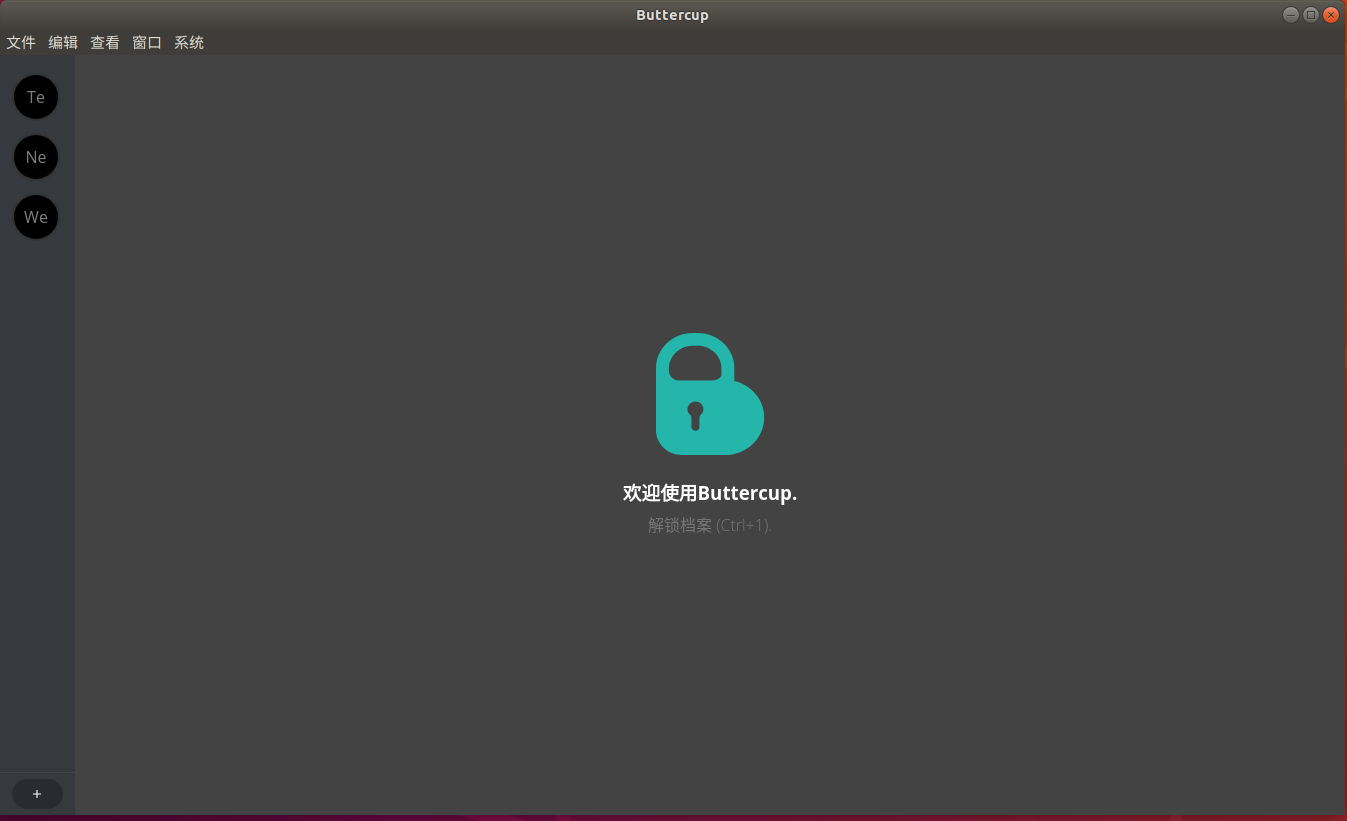 Buttercup
文件 编辑 查看 窗口 系统
Te
Ne
We
欢迎使用Buttercup.
解锁档案 (Ctrl+1).
+